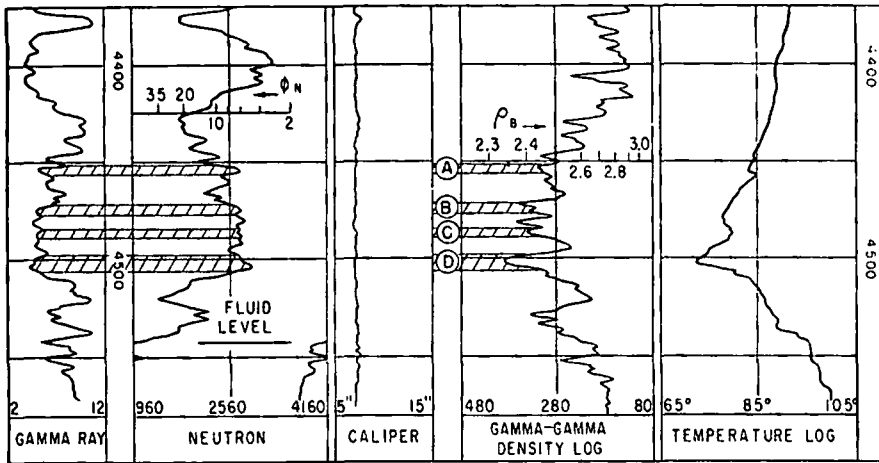 4400
35 20 10 2
← ΦN
ρB →
2.3 2.4 2.6 2.8 3.0
A
B
C
D
4500
FLUID
LEVEL
4400
4500
2 12
960 2560 4160
5" 15"
480 280 80
65° 85° 105°
GAMMA RAY
NEUTRON
CALIPER
GAMMA-GAMMA
DENSITY LOG
TEMPERATURE LOG